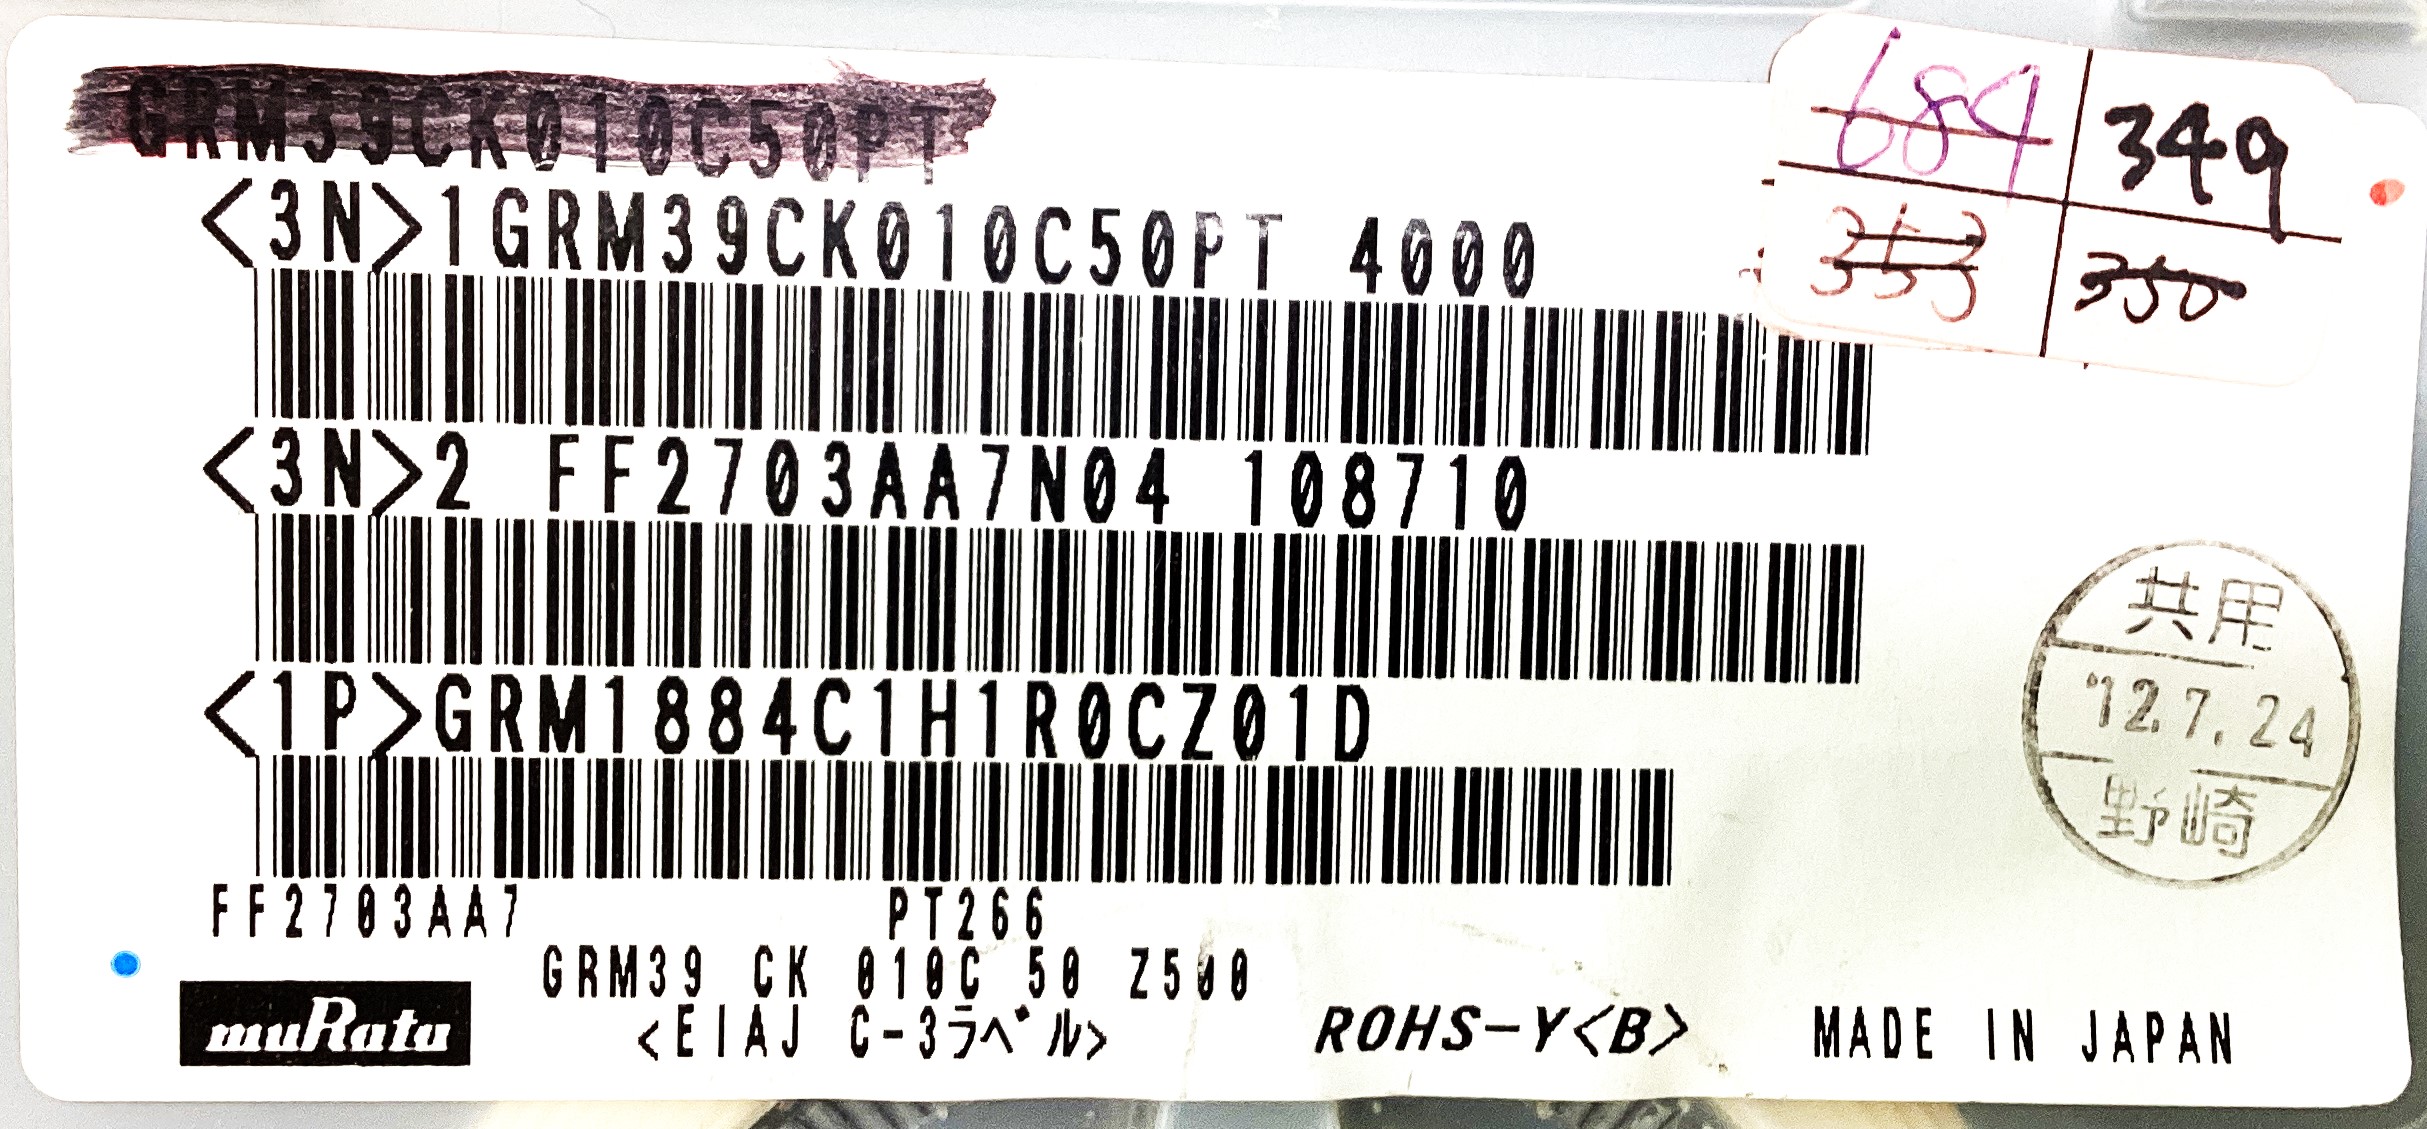 GRM39CK010C50PT
684 349
353 350
<3N>1GRM39CK010C50PT 4000
<3N>2 FF2703AA7N04 108710
<1P>GRM1884C1H1R0CZ01D
共用
'12.7.24
野崎
FF2703AA7 PT266
GRM39 CK 010C 50 Z500
muRata <EIAJ C-3ラベル> ROHS-Y<B> MADE IN JAPAN